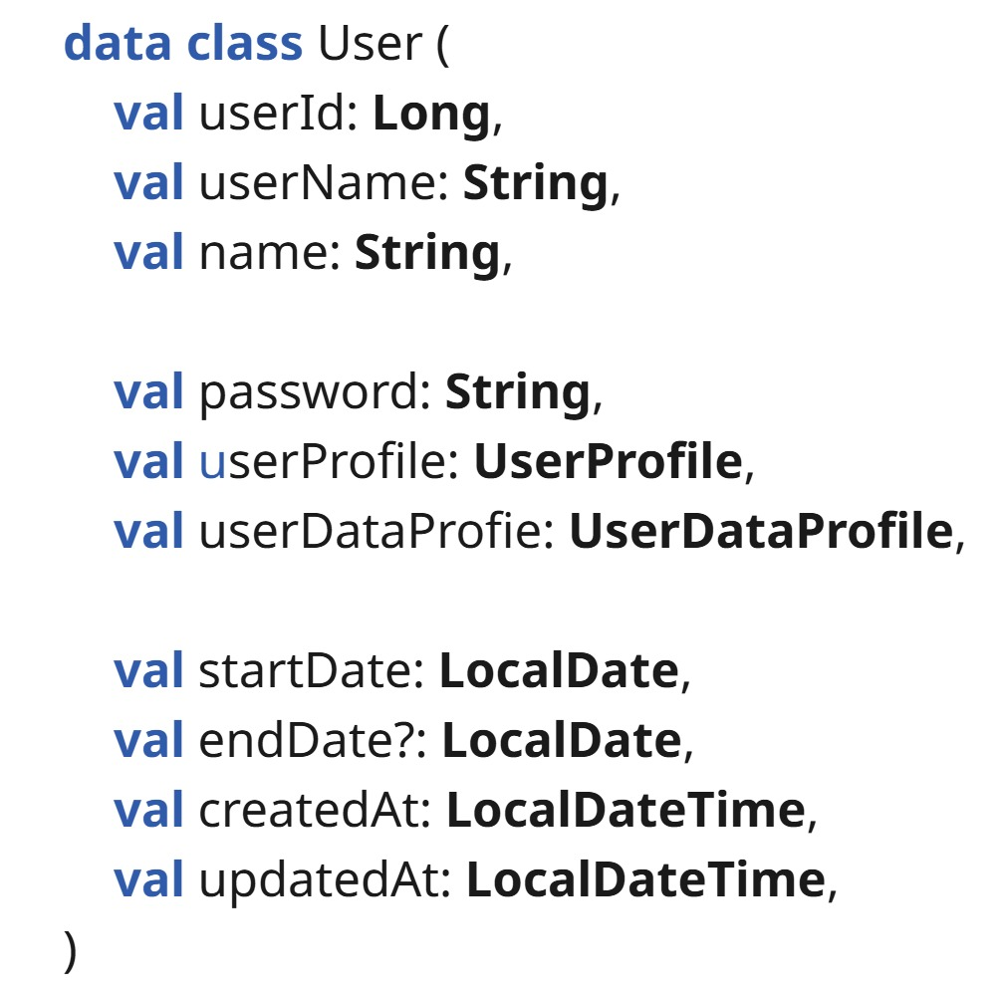 data class User (
val userId: Long,
val userName: String,
val name: String,
val password: String,
val userProfile: UserProfile,
val userDataProfie: UserDataProfile,
val startDate: LocalDate,
val endDate?: LocalDate,
val createdAt: LocalDateTime,
val updatedAt: LocalDateTime,
)